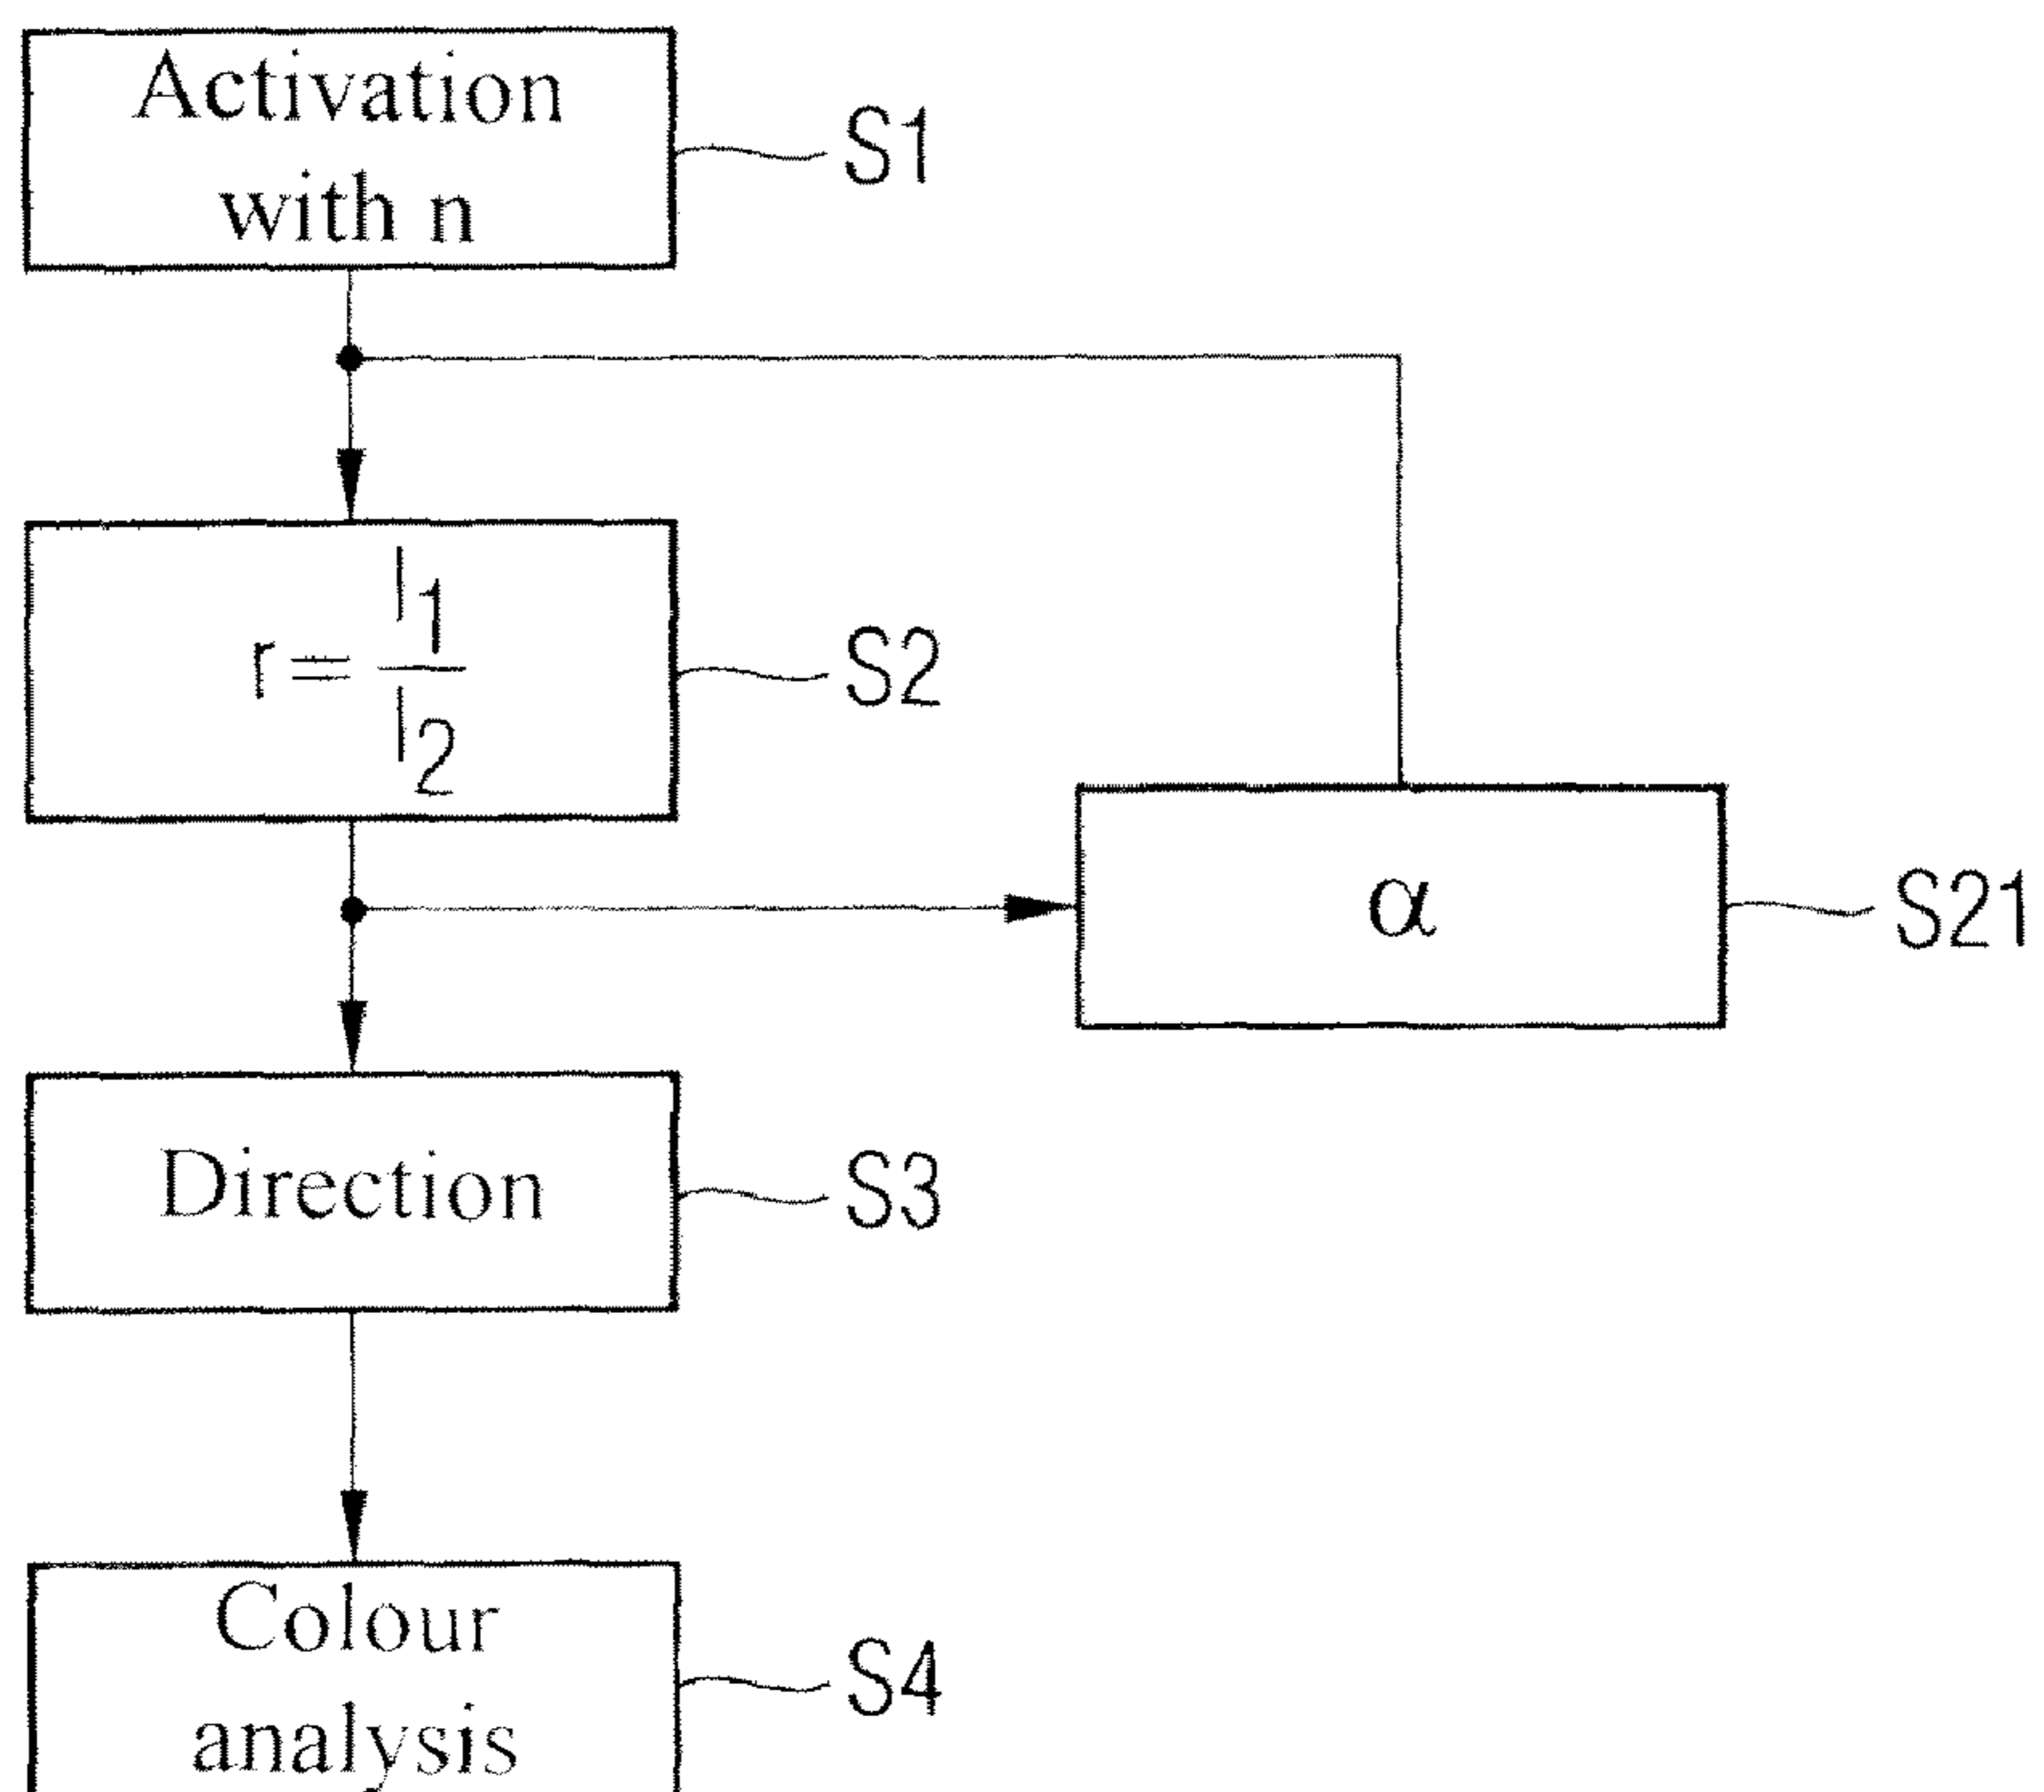 Activation
with n
S1
r = I1/I2
S2
α
S21
Direction
S3
Colour
analysis
S4